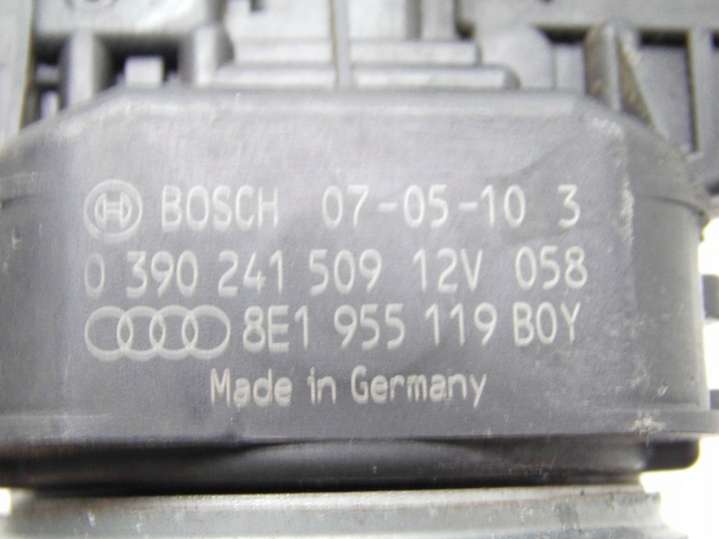 BOSCH 07-05-10 3
0 390 241 509 12V 058
8E1 955 119 B0Y
Made in Germany